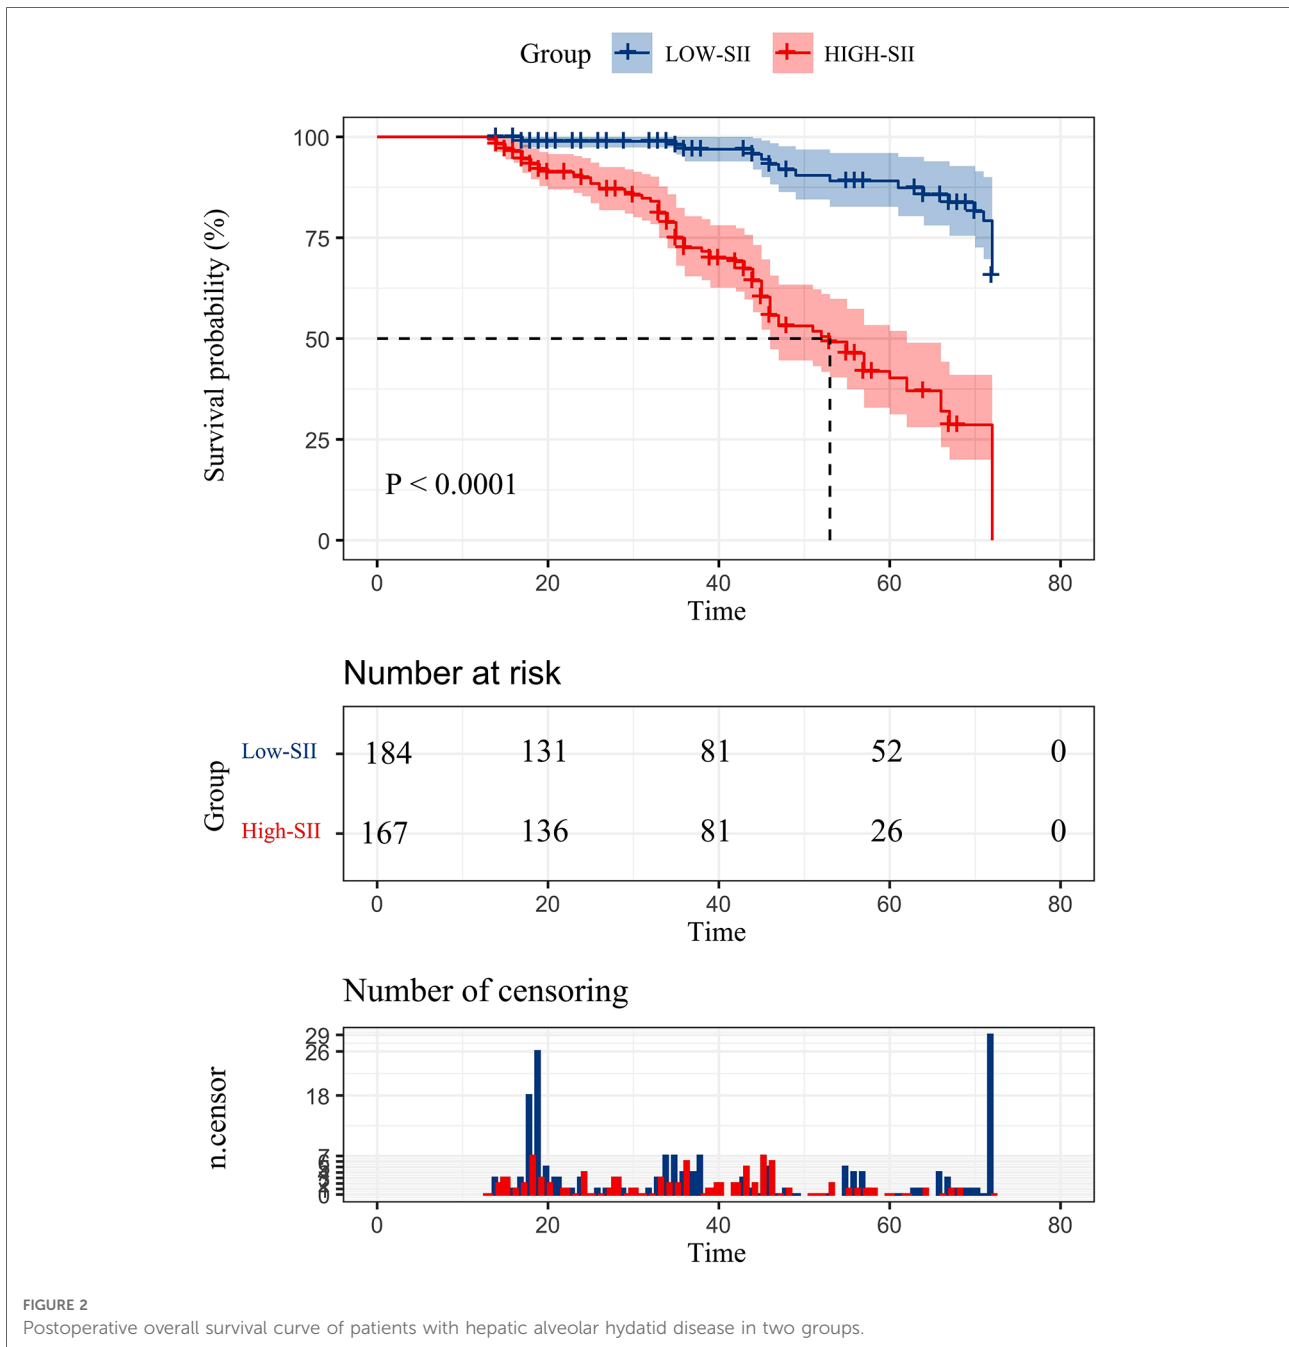 Group LOW-SII HIGH-SII
100
75
50
25
0
Survival probability (%)
P < 0.0001
0 20 40 60 80
Time
Number at risk
Group
Low-SII 184 131 81 52 0
High-SII 167 136 81 26 0
0 20 40 60 80
Time
Number of censoring
n.censor
29
26
18
7
6
0
0 20 40 60 80
Time
FIGURE 2
Postoperative overall survival curve of patients with hepatic alveolar hydatid disease in two groups.